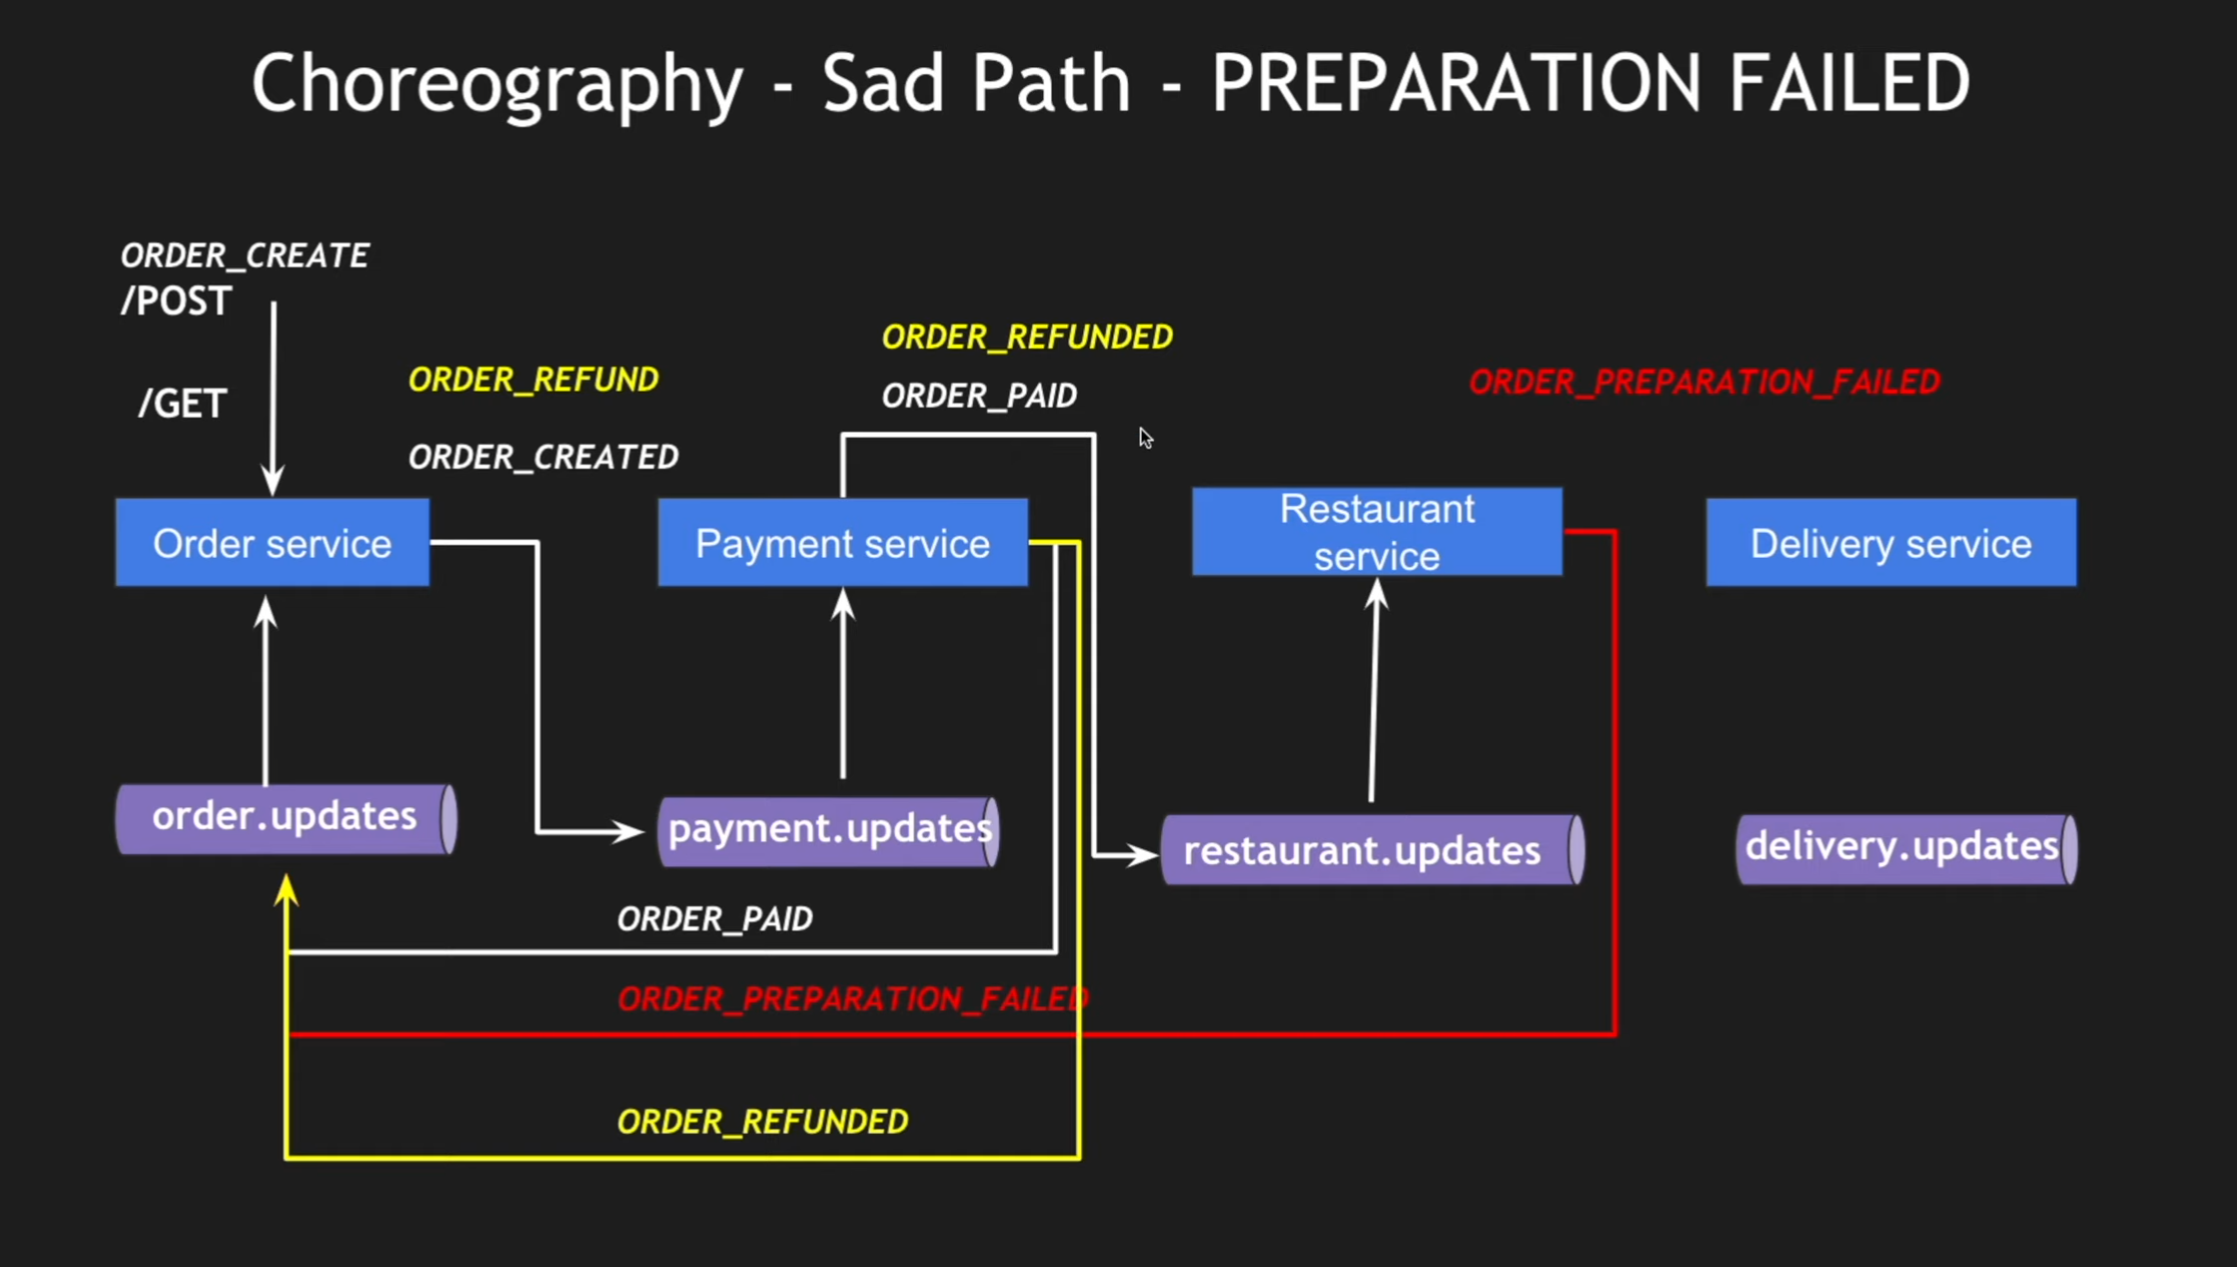 Choreography - Sad Path - PREPARATION FAILED
ORDER_CREATE
/POST
/GET
ORDER_REFUND
ORDER_CREATED
ORDER_REFUNDED
ORDER_PAID
ORDER_PREPARATION_FAILED
Order service
Payment service
Restaurant
service
Delivery service
order.updates
payment.updates
restaurant.updates
delivery.updates
ORDER_PAID
ORDER_PREPARATION_FAILED
ORDER_REFUNDED